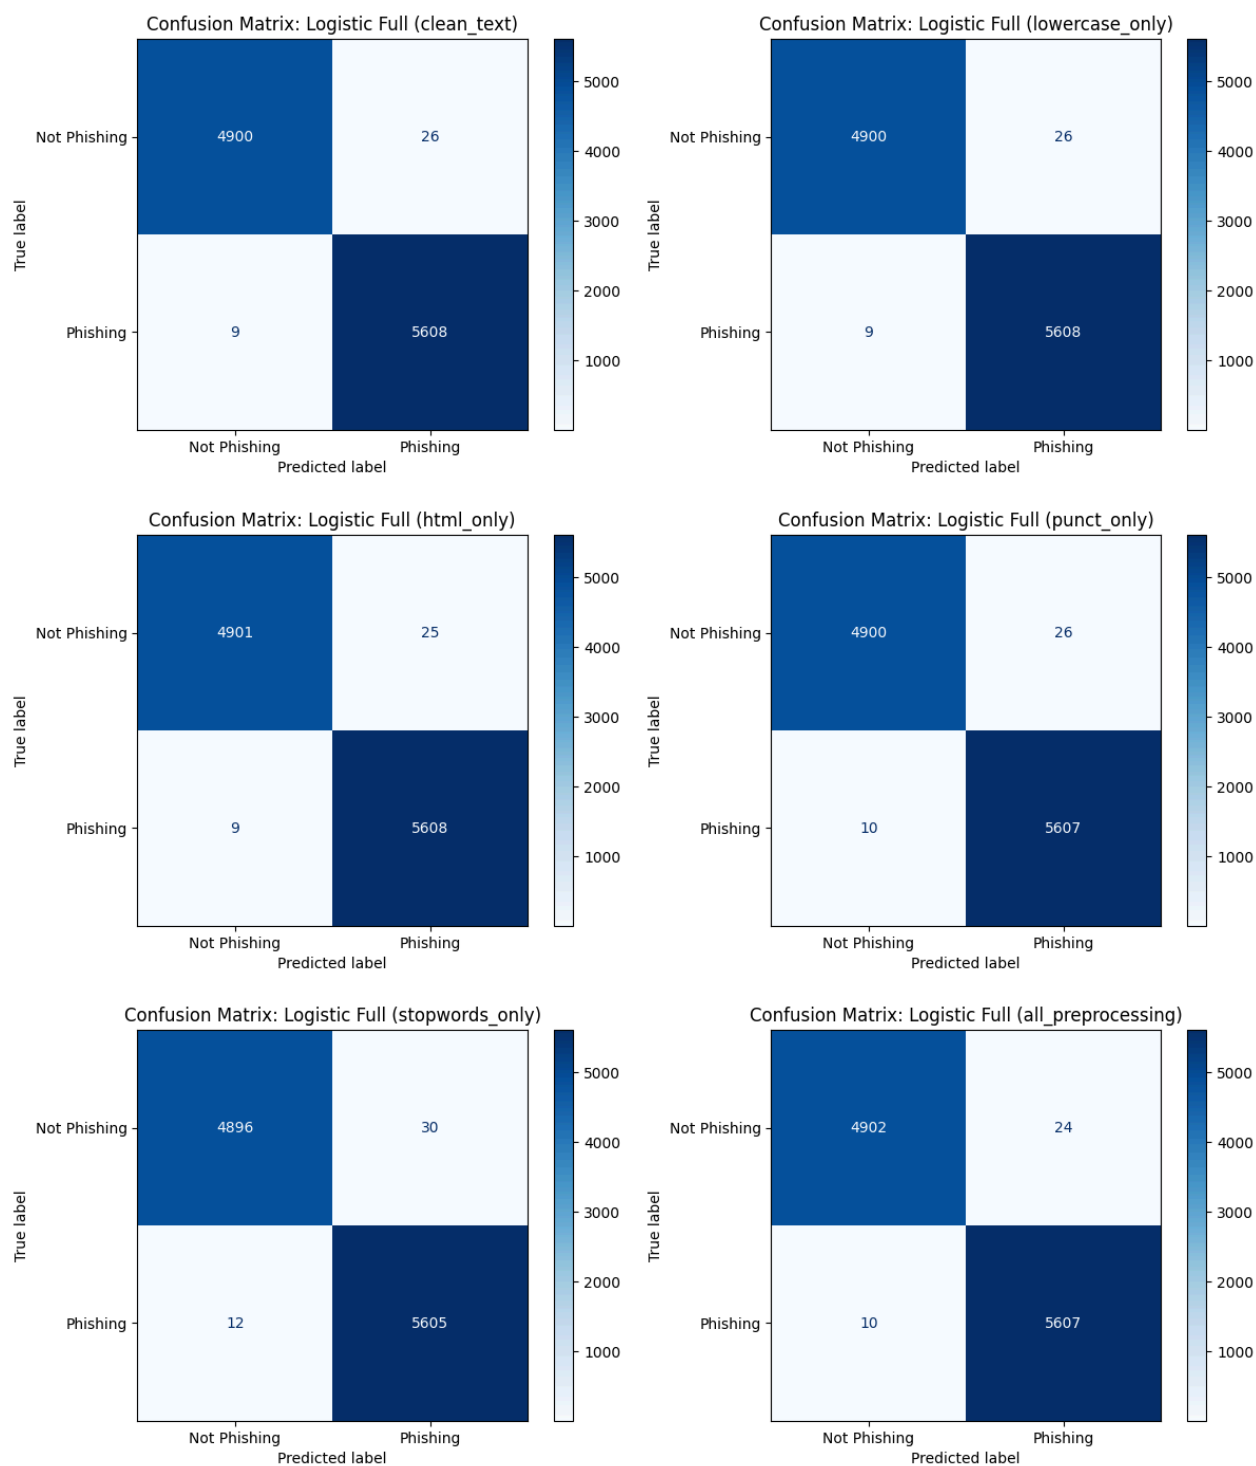 Confusion Matrix: Logistic Full (clean_text)
Not Phishing
Phishing
True label
4900
26
9
5608
Not Phishing
Phishing
Predicted label
5000
4000
3000
2000
1000
Confusion Matrix: Logistic Full (lowercase_only)
Not Phishing
Phishing
True label
4900
26
9
5608
Not Phishing
Phishing
Predicted label
5000
4000
3000
2000
1000
Confusion Matrix: Logistic Full (html_only)
Not Phishing
Phishing
True label
4901
25
9
5608
Not Phishing
Phishing
Predicted label
5000
4000
3000
2000
1000
Confusion Matrix: Logistic Full (punct_only)
Not Phishing
Phishing
True label
4900
26
10
5607
Not Phishing
Phishing
Predicted label
5000
4000
3000
2000
1000
Confusion Matrix: Logistic Full (stopwords_only)
Not Phishing
Phishing
True label
4896
30
12
5605
Not Phishing
Phishing
Predicted label
5000
4000
3000
2000
1000
Confusion Matrix: Logistic Full (all_preprocessing)
Not Phishing
Phishing
True label
4902
24
10
5607
Not Phishing
Phishing
Predicted label
5000
4000
3000
2000
1000